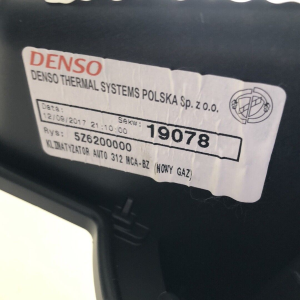 DENSO
DENSO THERMAL SYSTEMS POLSKA Sp. z o.o.
Data: Sekw:
12/09/2017 21:10:00 19078
Rys: 5Z6200000
KLIMATYZATOR AUTO 312 MCA-BZ (NOWY GAZ)